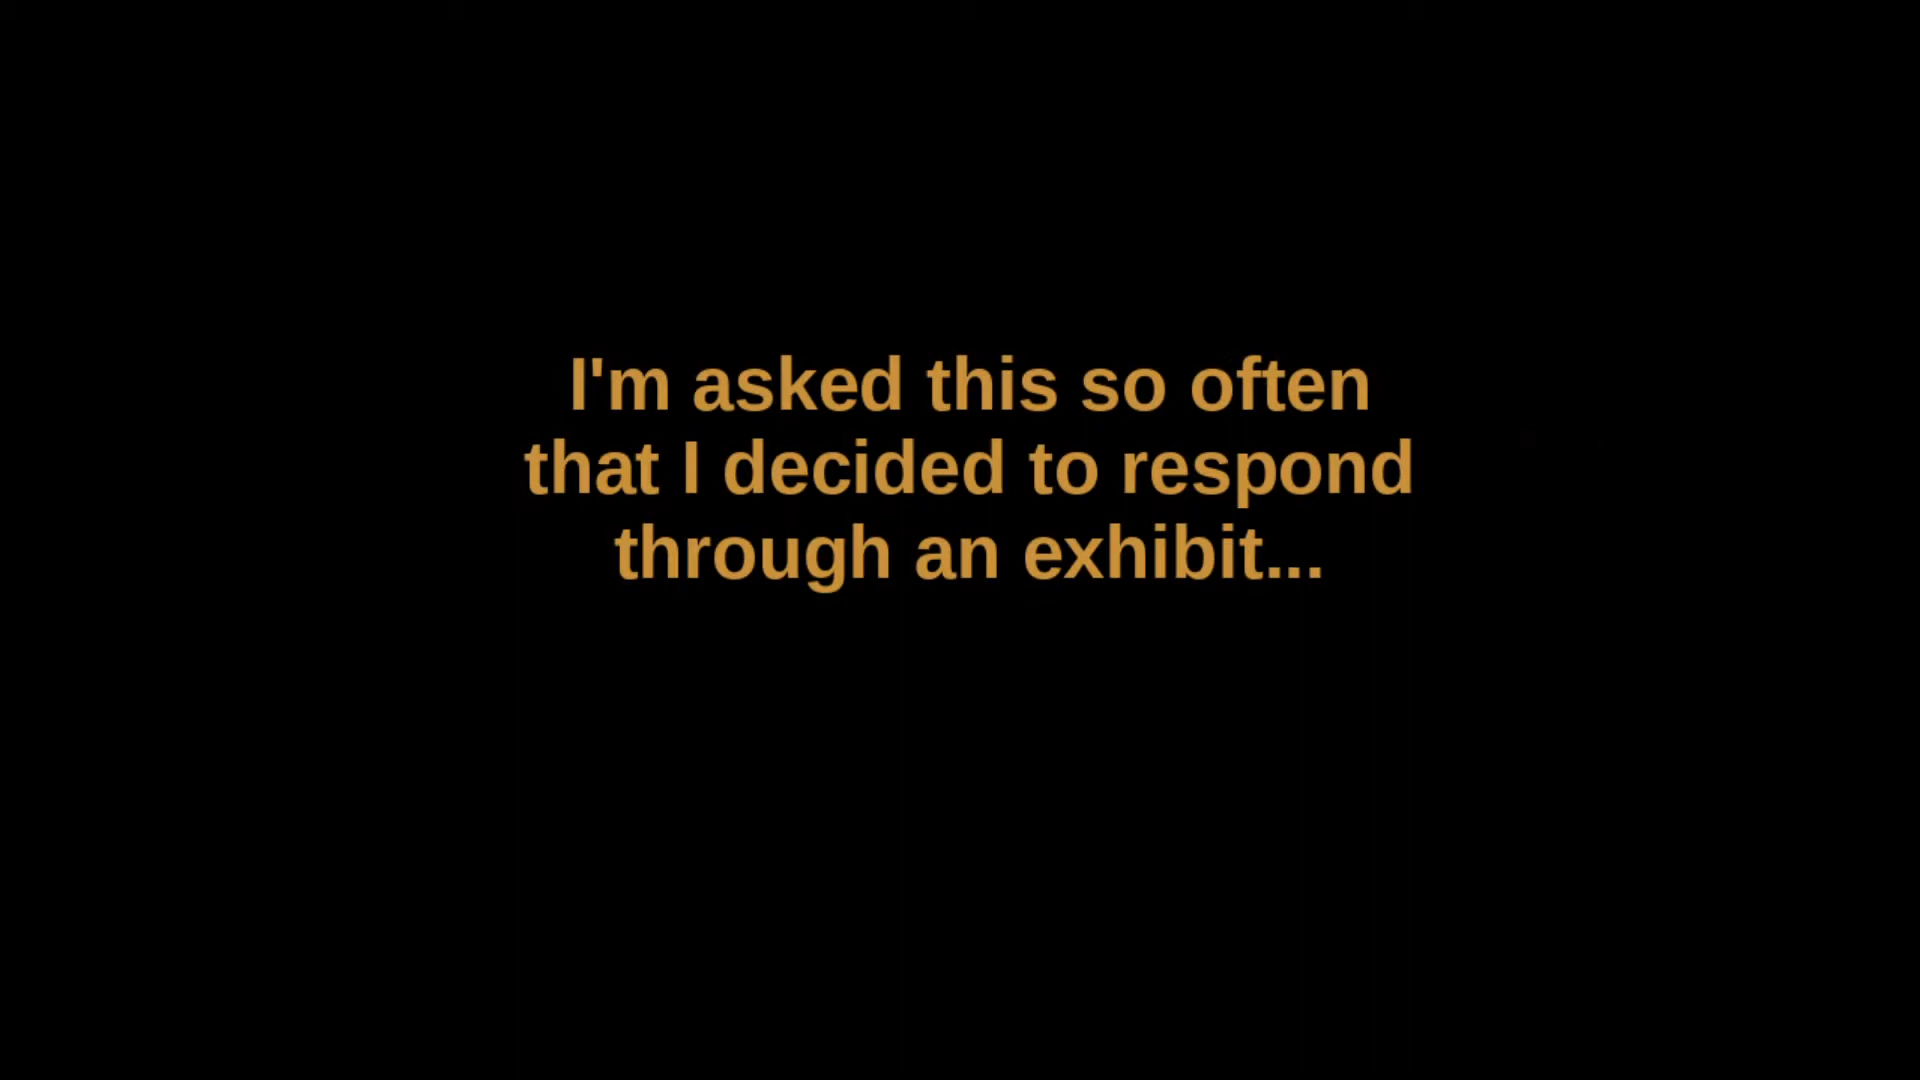 I'm asked this so often
that I decided to respond
through an exhibit...